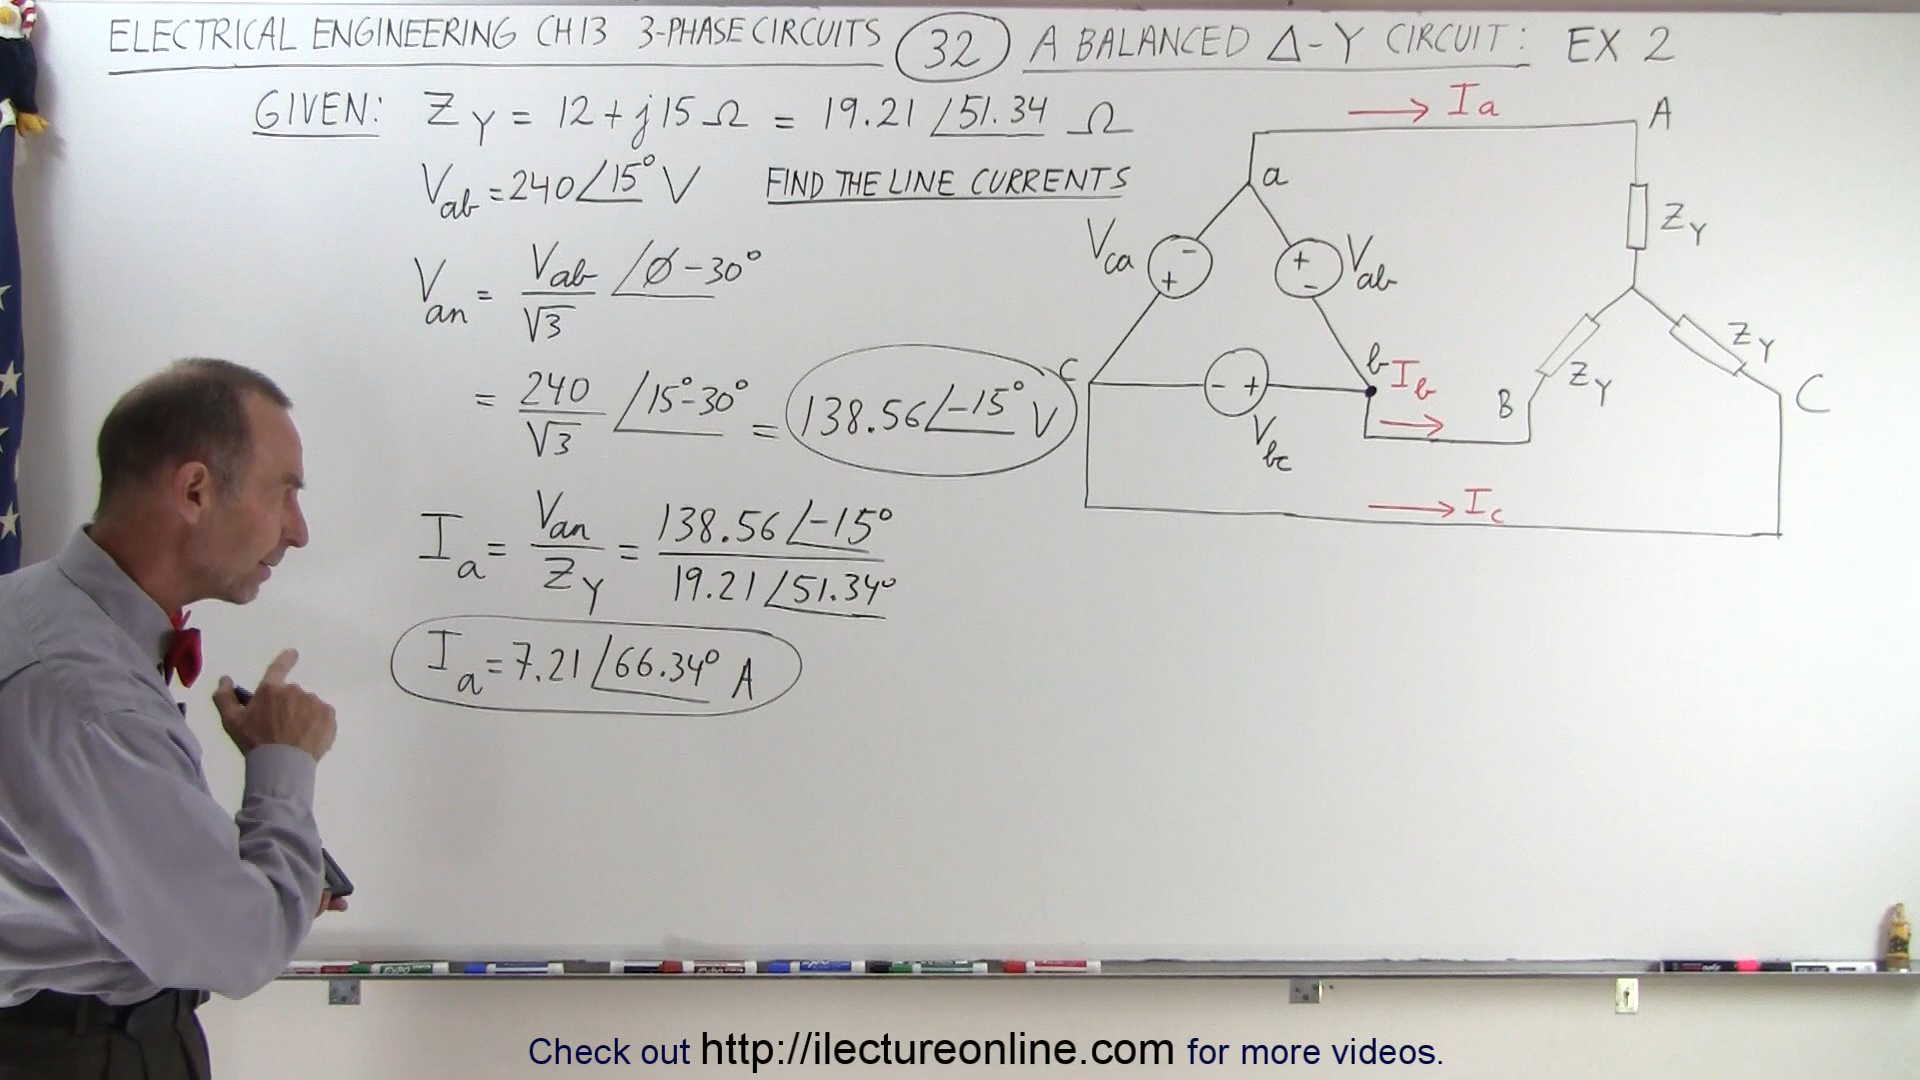 ELECTRICAL ENGINEERING CH 13 3-PHASE CIRCUITS 32 A BALANCED Δ-Y CIRCUIT: EX 2
GIVEN: Z_Y = 12 + j15 Ω = 19.21 ∠51.34 Ω
V_ab = 240∠15° V FIND THE LINE CURRENTS
V_an = V_ab/√3 ∠Ø-30°
= 240/√3 ∠15°-30° = 138.56∠-15° V
I_a = V_an/Z_Y = 138.56∠-15° / 19.21∠51.34°
I_a = 7.21∠66.34° A
I_a
A
a
Z_Y
V_ca
- +
+ -
V_ab
Z_Y
Z_Y
c
b
I_b
B
C
- +
V_bc
I_c
EXPO
Check out http://ilectureonline.com for more videos.